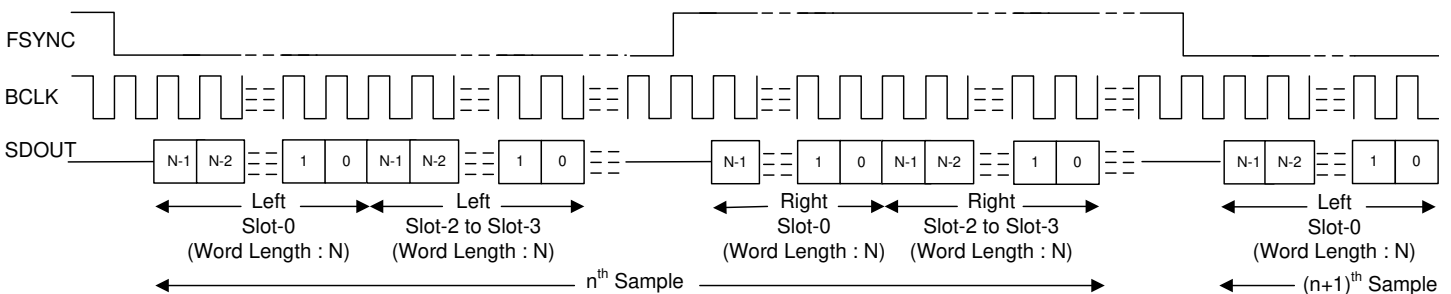 FSYNC
BCLK
SDOUT
N-1 N-2 1 0 N-1 N-2 1 0 N-1 1 0 N-1 N-2 1 0 N-1 N-2 1 0
Left Left Right Right Left
Slot-0 Slot-2 to Slot-3 Slot-0 Slot-2 to Slot-3 Slot-0
(Word Length : N) (Word Length : N) (Word Length : N) (Word Length : N) (Word Length : N)
nth Sample (n+1)th Sample